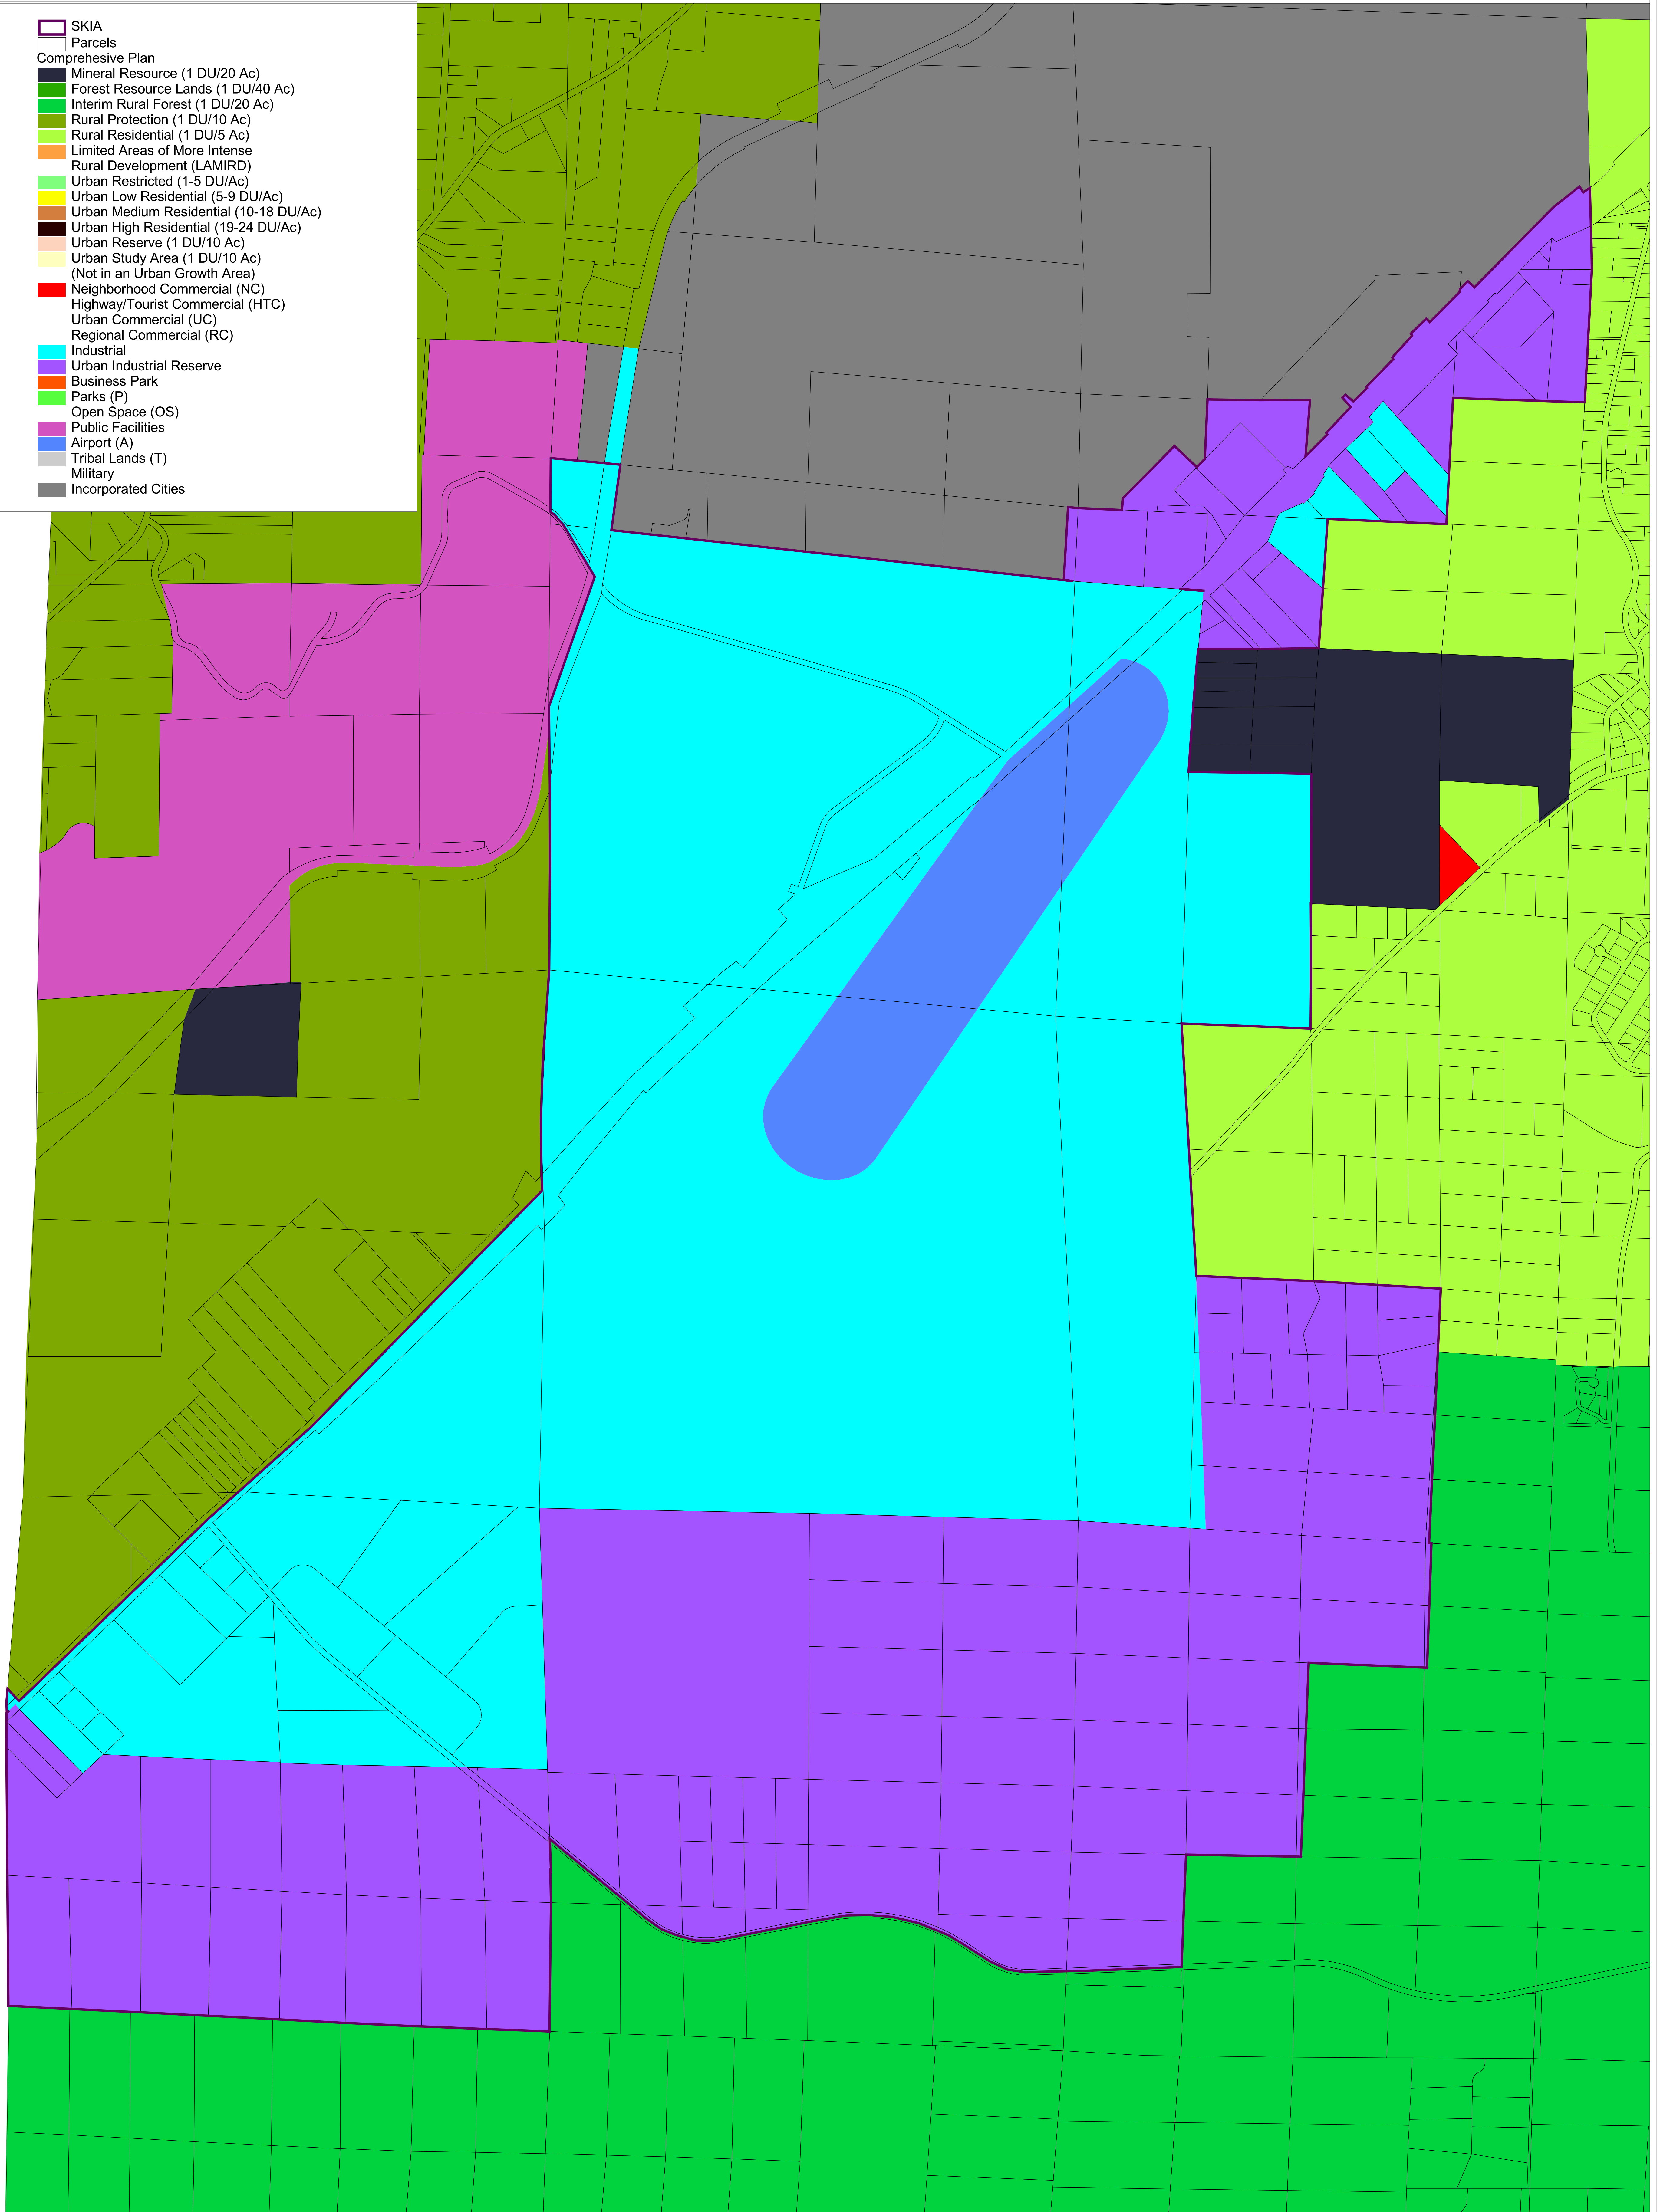 SKIA
Parcels
Comprehesive Plan
Mineral Resource (1 DU/20 Ac)
Forest Resource Lands (1 DU/40 Ac)
Interim Rural Forest (1 DU/20 Ac)
Rural Protection (1 DU/10 Ac)
Rural Residential (1 DU/5 Ac)
Limited Areas of More Intense
Rural Development (LAMIRD)
Urban Restricted (1-5 DU/Ac)
Urban Low Residential (5-9 DU/Ac)
Urban Medium Residential (10-18 DU/Ac)
Urban High Residential (19-24 DU/Ac)
Urban Reserve (1 DU/10 Ac)
Urban Study Area (1 DU/10 Ac)
(Not in an Urban Growth Area)
Neighborhood Commercial (NC)
Highway/Tourist Commercial (HTC)
Urban Commercial (UC)
Regional Commercial (RC)
Industrial
Urban Industrial Reserve
Business Park
Parks (P)
Open Space (OS)
Public Facilities
Airport (A)
Tribal Lands (T)
Military
Incorporated Cities